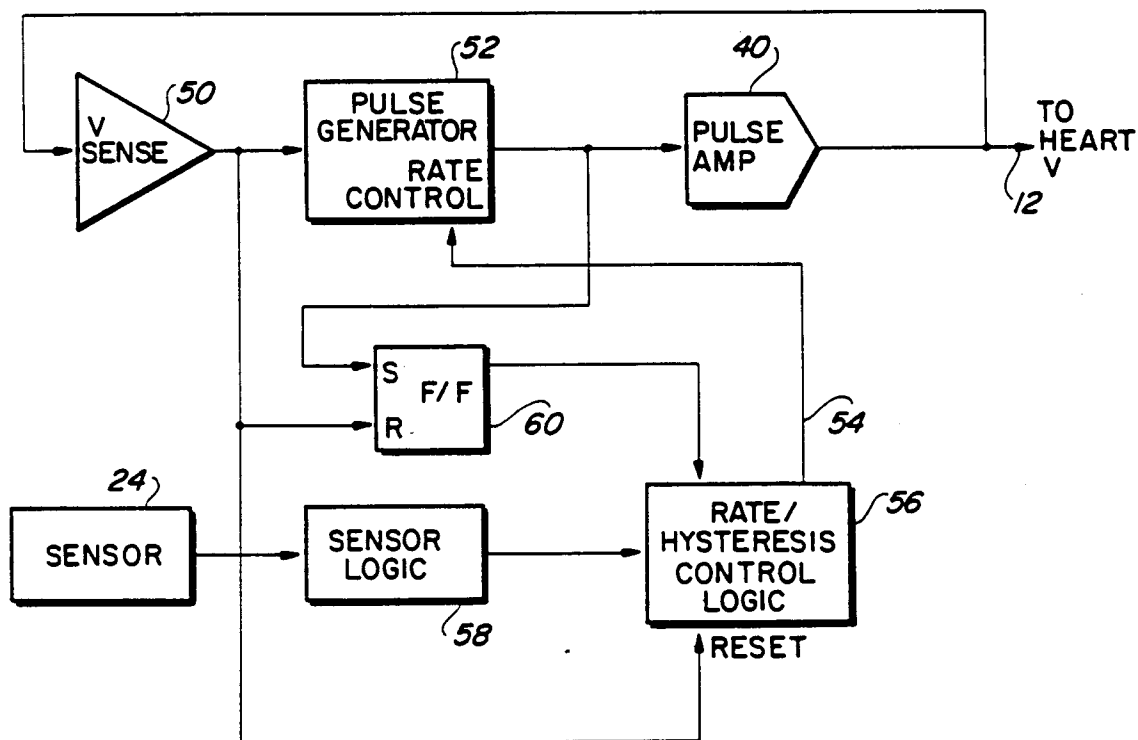 50
V
SENSE
52
PULSE
GENERATOR
RATE
CONTROL
40
PULSE
AMP
TO
HEART
V
12
S
F/F
R
60
54
24
SENSOR
SENSOR
LOGIC
58
RATE/
HYSTERESIS
CONTROL
LOGIC
56
RESET